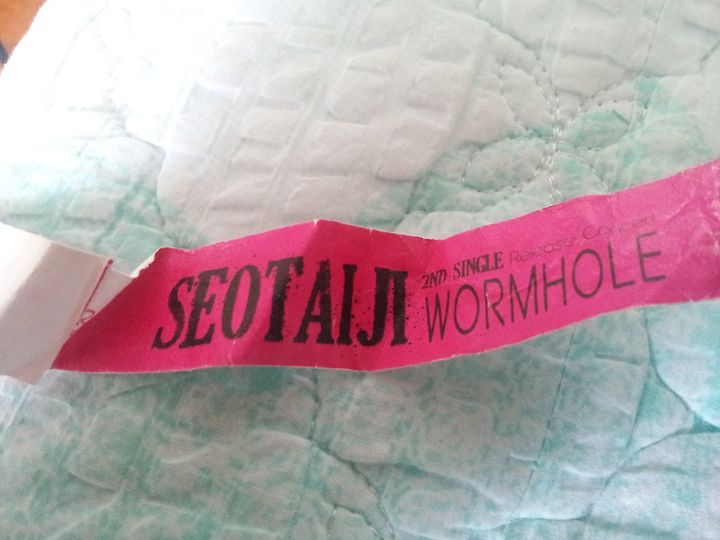 SEOTAIJI
2ND SINGLE Release Concert
WORMHOLE